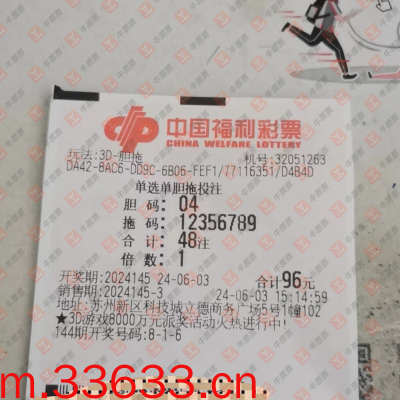 中国福利彩票
CHINA WELFARE LOTTERY
玩法:3D-胆拖 机号:32051263
DA42-8AC6-DD9C-6B06-FEF1/77116351/D4B4D
单选单胆拖投注
胆 码: 04
拖 码: 12356789
合 计: 48注
倍 数: 1
开奖期:2024145 24-06-03 合计96元
销售期:2024145-3 24-06-03 15:14:59
地址:苏州新区科技城立德商务广场5号1幢102
★3D游戏8000万元派奖活动火热进行中!
144期开奖号码:8-1-6
m.33633.cn